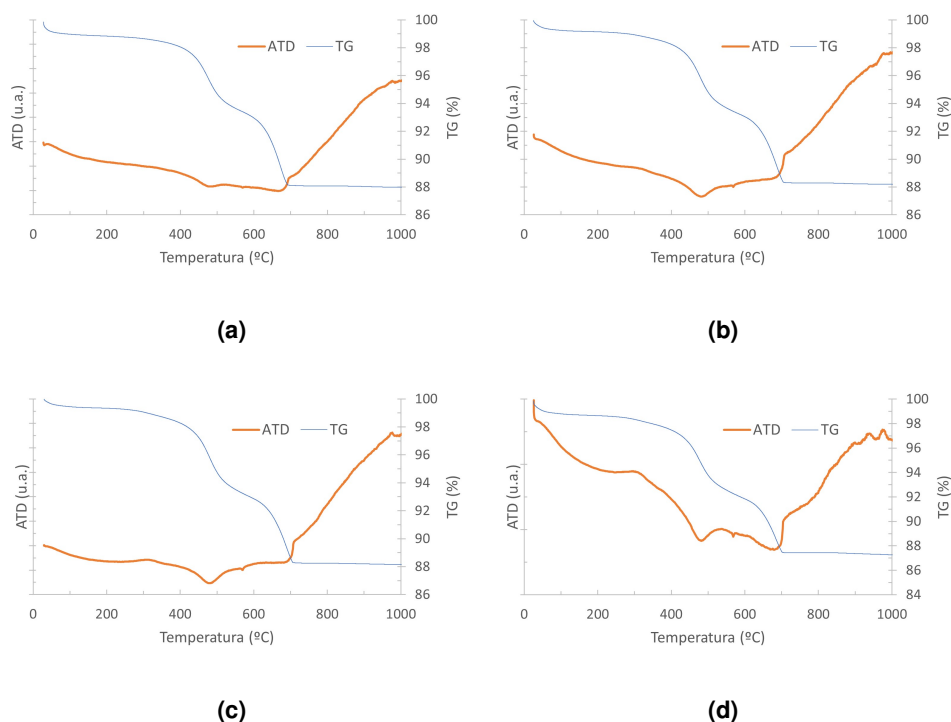 100
98
96
94
92
90
88
86
ATD TG
ATD (u.a.)
TG (%)
0 200 400 600 800 1000
Temperatura (ºC)
(a)
100
98
96
94
92
90
88
86
ATD TG
ATD (u.a.)
TG (%)
0 200 400 600 800 1000
Temperatura (ºC)
(b)
100
98
96
94
92
90
88
86
ATD TG
ATD (u.a.)
TG (%)
0 200 400 600 800 1000
Temperatura (ºC)
(c)
100
98
96
94
92
90
88
86
84
ATD TG
ATD (u.a.)
TG (%)
0 200 400 600 800 1000
Temperatura (ºC)
(d)